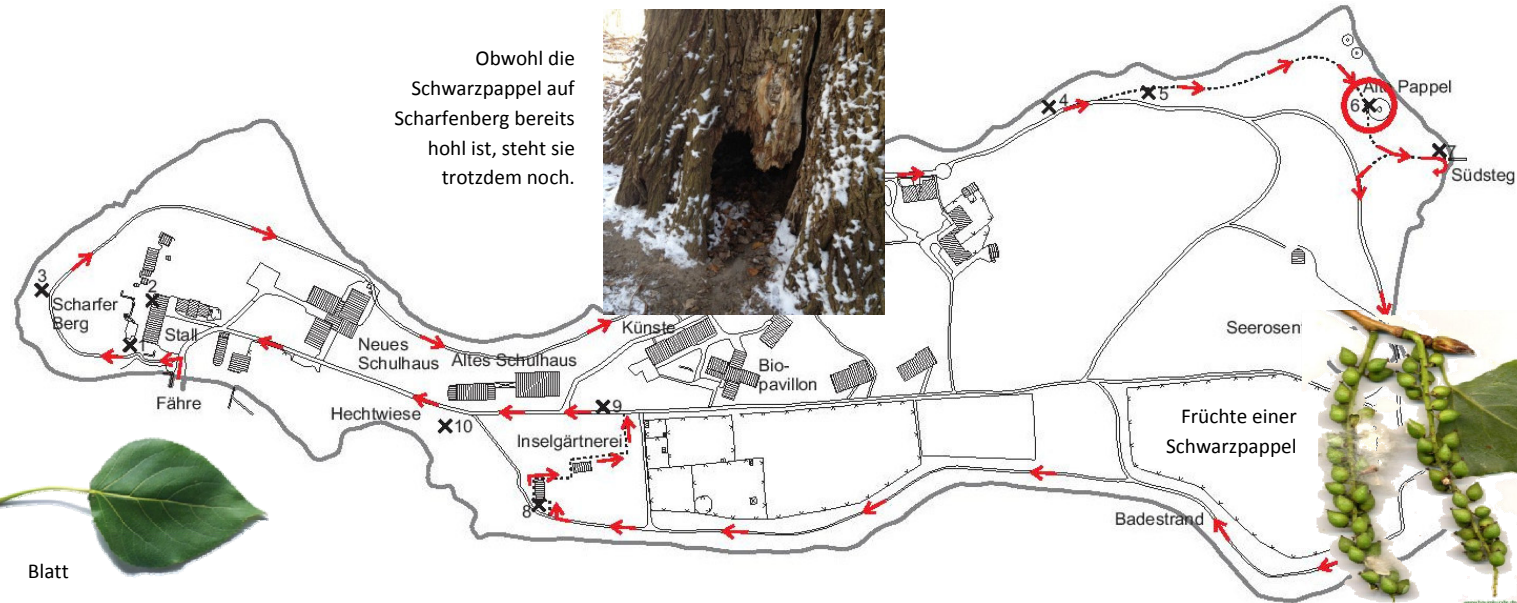 Obwohl die
Schwarzpappel auf
Scharfenberg bereits
hohl ist, steht sie
trotzdem noch.
4
5
Alte Pappel
6
7
Südsteg
3
Scharfer
Berg
2
1
Stall
Fähre
Neues
Schulhaus
Altes Schulhaus
Künste
Bio-
pavillon
Seerosen
Hechtwiese
10
9
Inselgärtnerei
8
Badestrand
Früchte einer
Schwarzpappel
Blatt